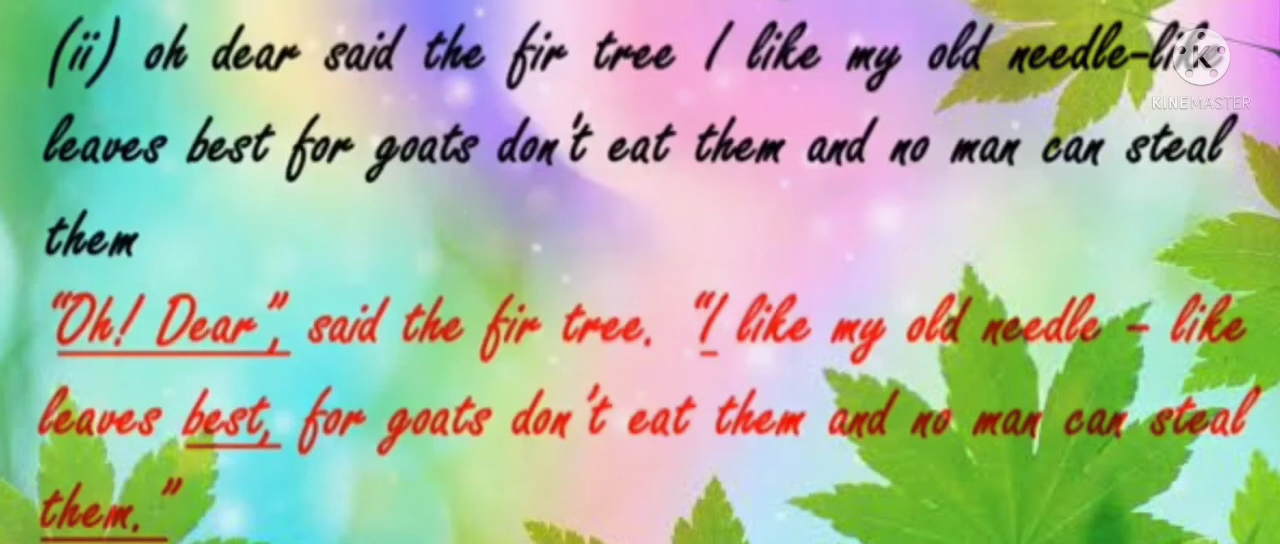 (ii) oh dear said the fir tree I like my old needle-like
KINEMASTER
leaves best for goats don't eat them and no man can steal
them
"Oh! Dear", said the fir tree. "I like my old needle - like
leaves best, for goats don't eat them and no man can steal
them."